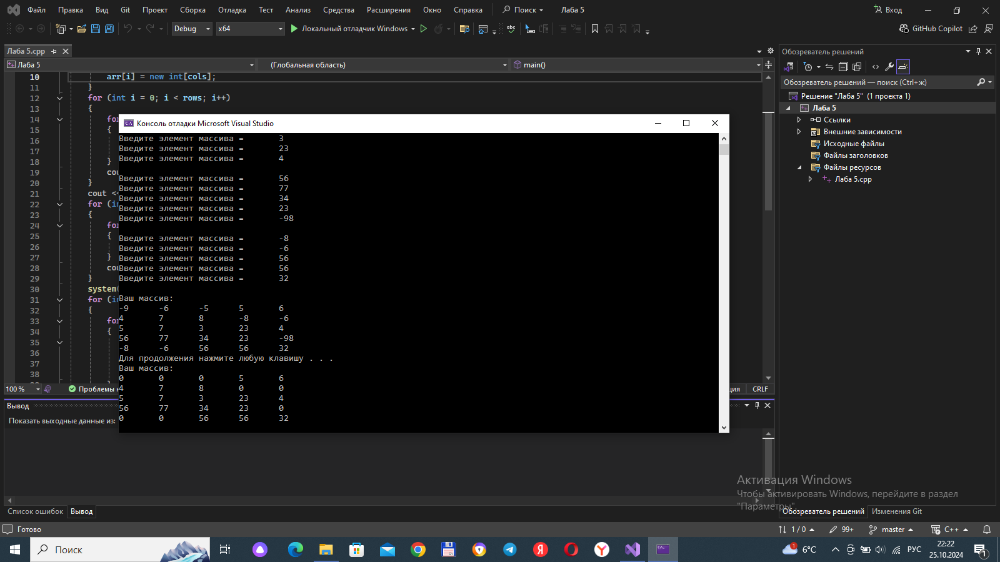 Файл Правка Вид Git Проект Сборка Отладка Тест Анализ Средства Расширения Окно Справка Поиск Лаба 5 Вход
Debug x64 Локальный отладчик Windows GitHub Copilot
Лаба 5.cpp
Лаба 5 (Глобальная область) main()
10 arr[i] = new int[cols];
11 }
12 for (int i = 0; i < rows; i++)
13 {
14 for
15 {
16
17
18 }
19 cou
20 }
21 cout <<
22 for (in
23 {
24 for
25 {
26
27 }
28 cou
29 }
30 system(
31 for (in
32 {
33 for
34 {
35
36
37
38
100 % Проблемы н ция CRLF
Вывод
Показать выходные данные из:
Список ошибок Вывод
Консоль отладки Microsoft Visual Studio
Введите элемент массива = 3
Введите элемент массива = 23
Введите элемент массива = 4
Введите элемент массива = 56
Введите элемент массива = 77
Введите элемент массива = 34
Введите элемент массива = 23
Введите элемент массива = -98
Введите элемент массива = -8
Введите элемент массива = -6
Введите элемент массива = 56
Введите элемент массива = 56
Введите элемент массива = 32
Ваш массив:
-9 -6 -5 5 6
4 7 8 -8 -6
5 7 3 23 4
56 77 34 23 -98
-8 -6 56 56 32
Для продолжения нажмите любую клавишу . . .
Ваш массив:
0 0 0 5 6
4 7 8 0 0
5 7 3 23 4
56 77 34 23 0
0 0 56 56 32
Обозреватель решений
Обозреватель решений — поиск (Ctrl+ж)
Решение "Лаба 5" (1 проекта 1)
Лаба 5
Ссылки
Внешние зависимости
Исходные файлы
Файлы заголовков
Файлы ресурсов
Лаба 5.cpp
Активация Windows
Чтобы активировать Windows, перейдите в раздел
"Параметры".
Обозреватель решений Изменения Git
Готово 1 / 0 99+ master C++
Поиск 1 6°C РУС 22:22
25.10.2024 1